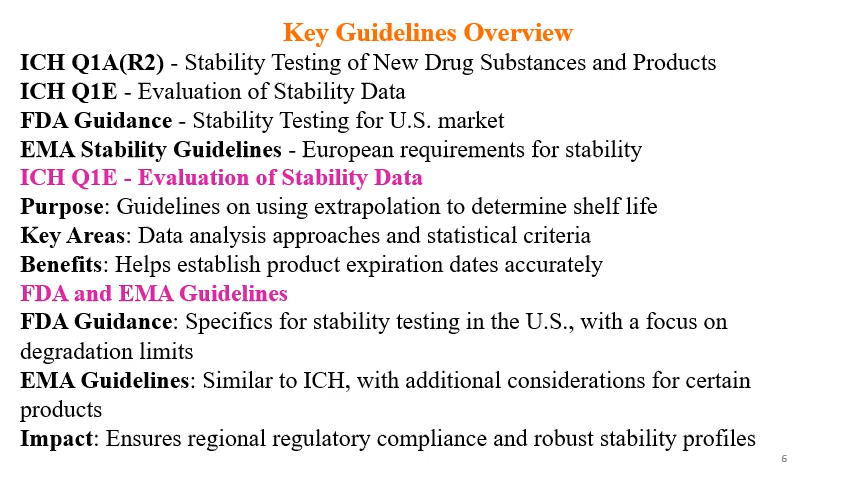 Key Guidelines Overview
ICH Q1A(R2) - Stability Testing of New Drug Substances and Products
ICH Q1E - Evaluation of Stability Data
FDA Guidance - Stability Testing for U.S. market
EMA Stability Guidelines - European requirements for stability
ICH Q1E - Evaluation of Stability Data
Purpose: Guidelines on using extrapolation to determine shelf life
Key Areas: Data analysis approaches and statistical criteria
Benefits: Helps establish product expiration dates accurately
FDA and EMA Guidelines
FDA Guidance: Specifics for stability testing in the U.S., with a focus on
degradation limits
EMA Guidelines: Similar to ICH, with additional considerations for certain
products
Impact: Ensures regional regulatory compliance and robust stability profiles
6